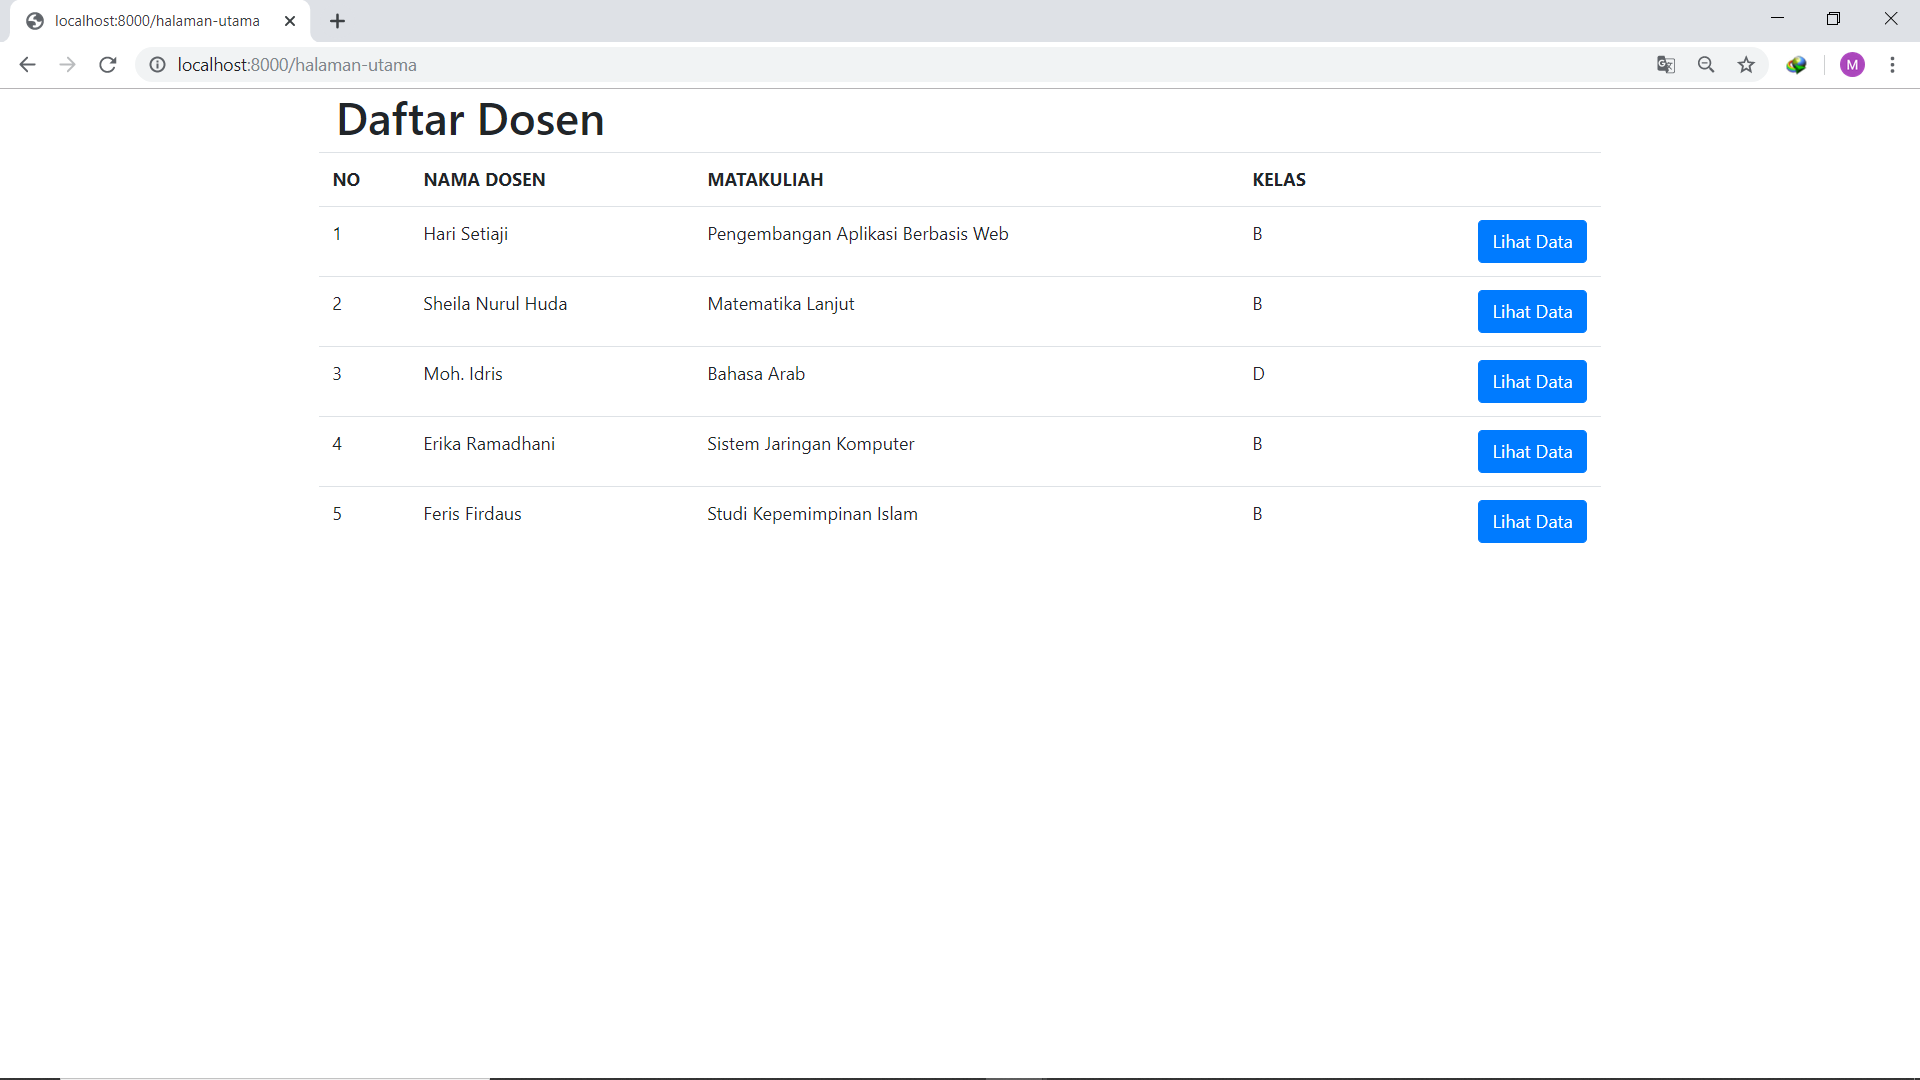 localhost:8000/halaman-utama
localhost:8000/halaman-utama M
Daftar Dosen
NO NAMA DOSEN MATAKULIAH KELAS
1 Hari Setiaji Pengembangan Aplikasi Berbasis Web B Lihat Data
2 Sheila Nurul Huda Matematika Lanjut B Lihat Data
3 Moh. Idris Bahasa Arab D Lihat Data
4 Erika Ramadhani Sistem Jaringan Komputer B Lihat Data
5 Feris Firdaus Studi Kepemimpinan Islam B Lihat Data